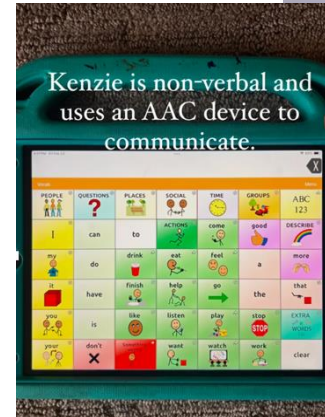 Kenzie is non-verbal and
uses an AAC device to
communicate.
PEOPLE QUESTIONS PLACES SOCIAL TIME GROUPS ABC 123
I can to ACTIONS come good DESCRIBE
my do drink eat feel a more
it have finish help go the that
you is like listen play stop EXTRA WORDS
your don't want watch work clear
STOP